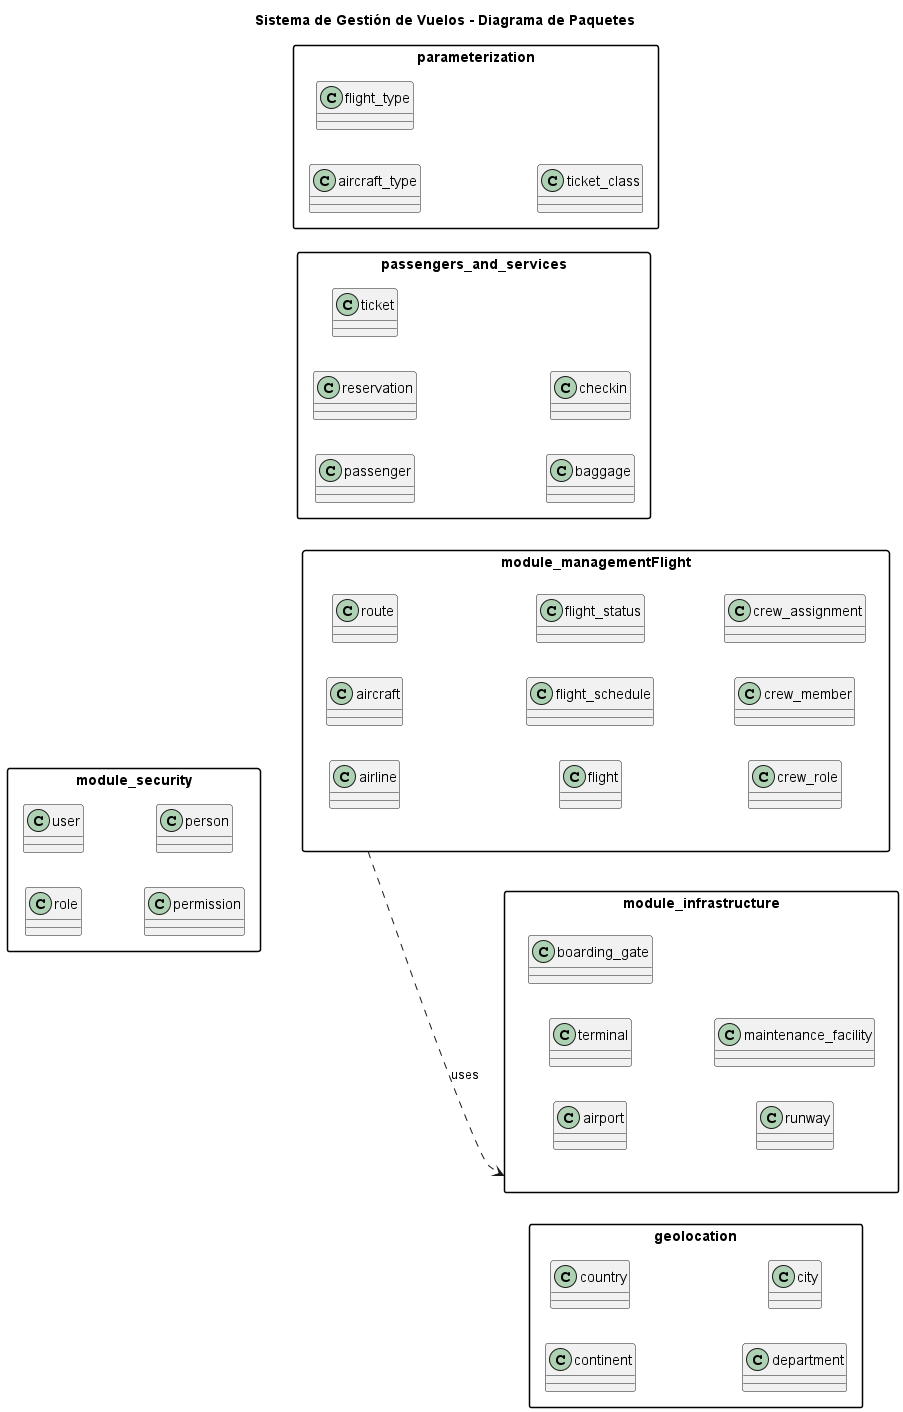 Sistema de Gestión de Vuelos - Diagrama de Paquetes
parameterization
C flight_type
C aircraft_type
C ticket_class
passengers_and_services
C ticket
C reservation
C checkin
C passenger
C baggage
module_managementFlight
C route
C flight_status
C crew_assignment
C aircraft
C flight_schedule
C crew_member
C airline
C flight
C crew_role
module_security
C user
C person
C role
C permission
module_infrastructure
C boarding_gate
C terminal
C maintenance_facility
uses
C airport
C runway
geolocation
C country
C city
C continent
C department